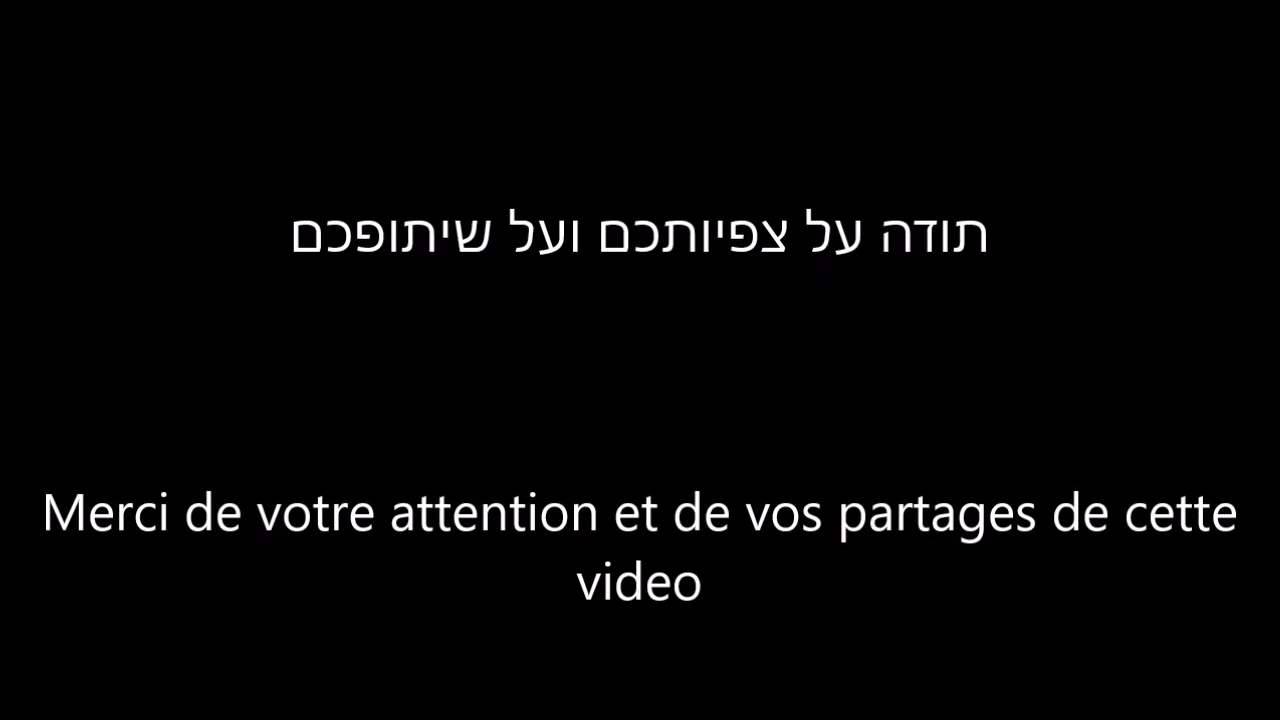 תודה על צפיותכם ועל שיתופכם
Merci de votre attention et de vos partages de cette
video